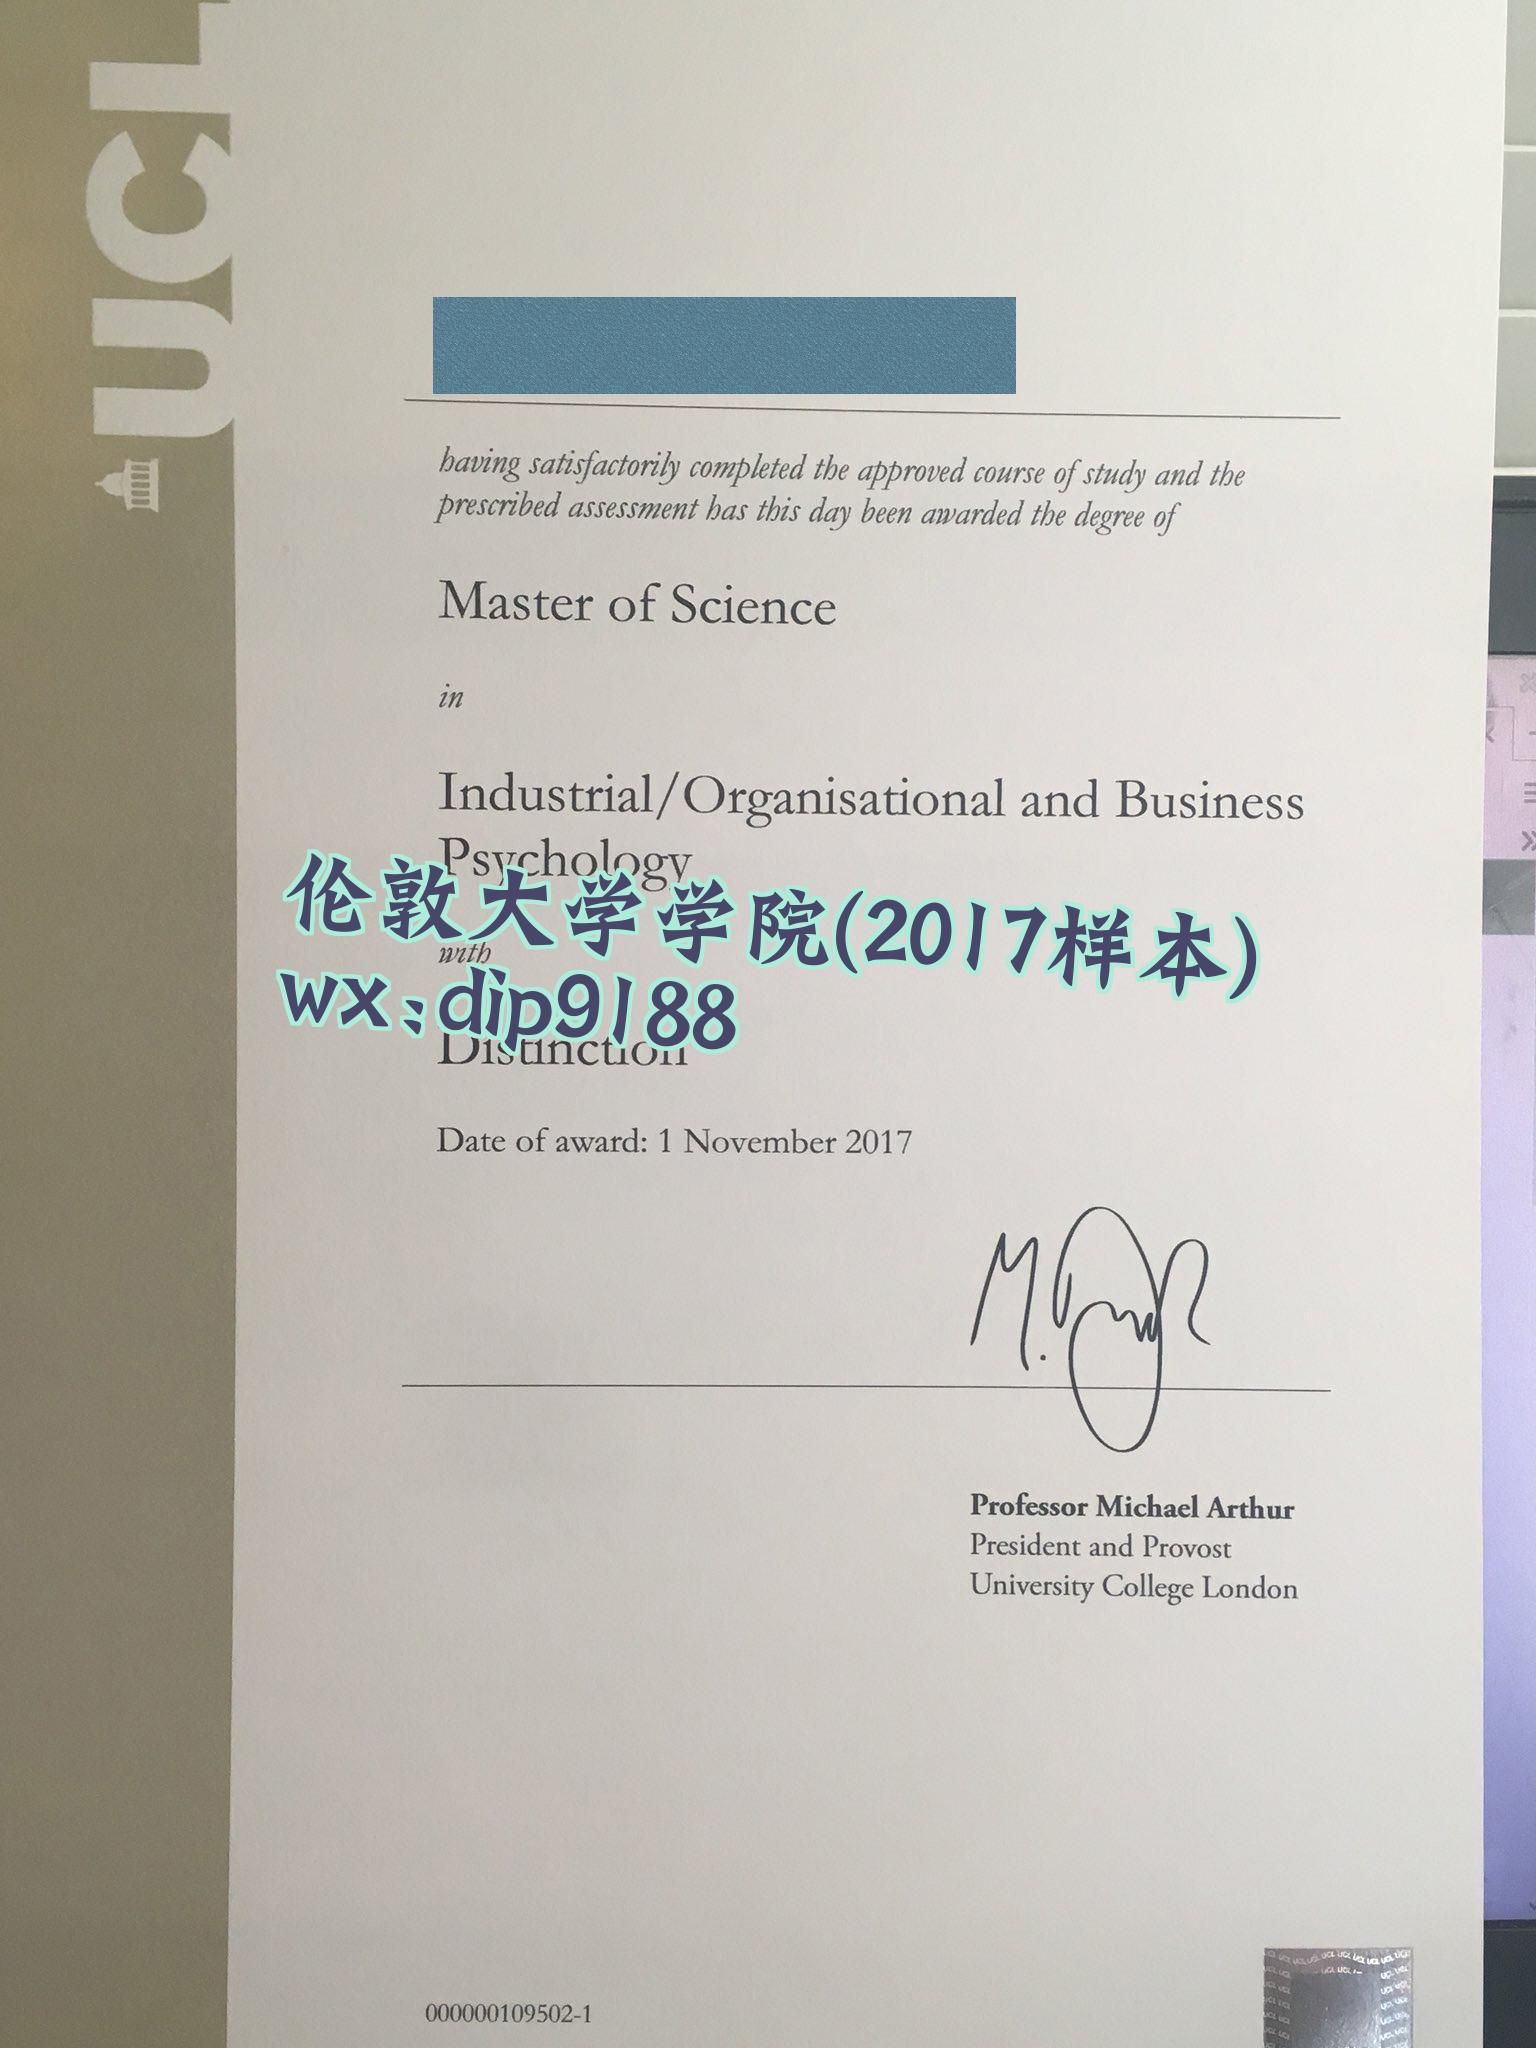 UCL
having satisfactorily completed the approved course of study and the
prescribed assessment has this day been awarded the degree of
Master of Science
in
Industrial/Organisational and Business
Psychology
伦敦大学学院(2017样本)
with
wx:dip9188
Distinction
Date of award: 1 November 2017
Professor Michael Arthur
President and Provost
University College London
000000109502-1